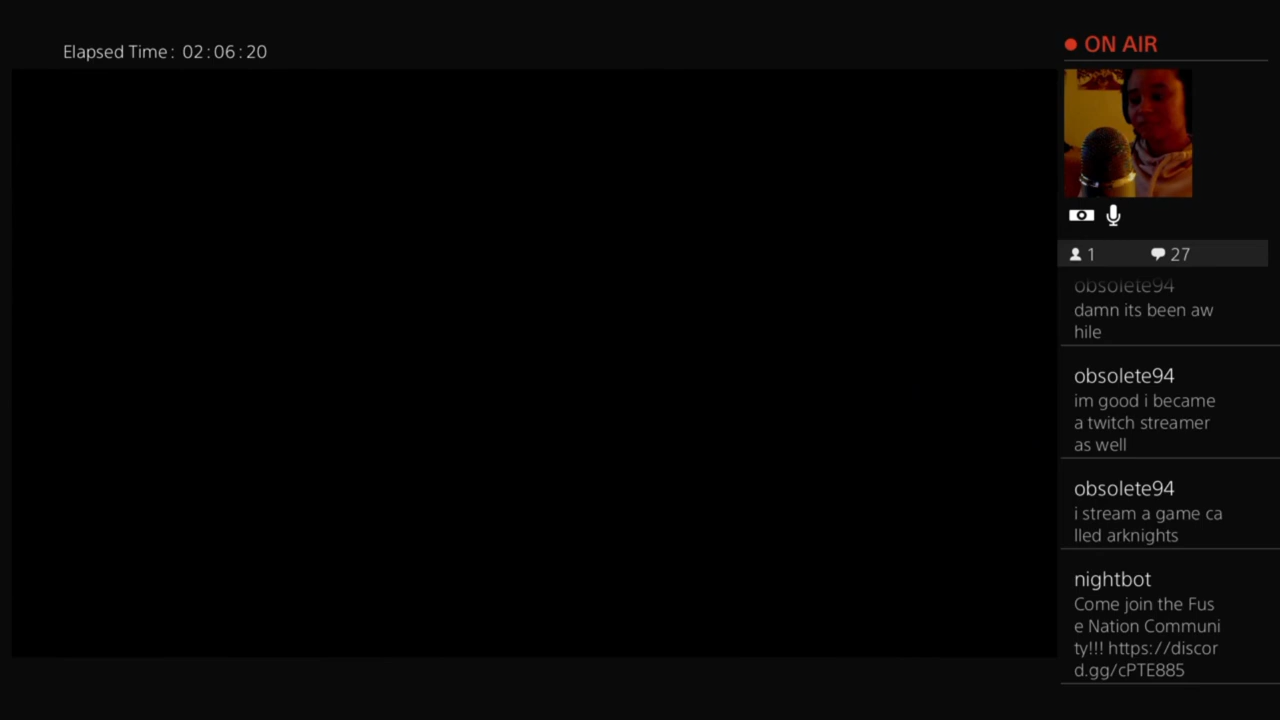 Elapsed Time: 02:06:20
ON AIR
1 27
obsolete94
damn its been aw
hile
obsolete94
im good i became
a twitch streamer
as well
obsolete94
i stream a game ca
lled arknights
nightbot
Come join the Fus
e Nation Communi
ty!!! https://discor
d.gg/cPTE885